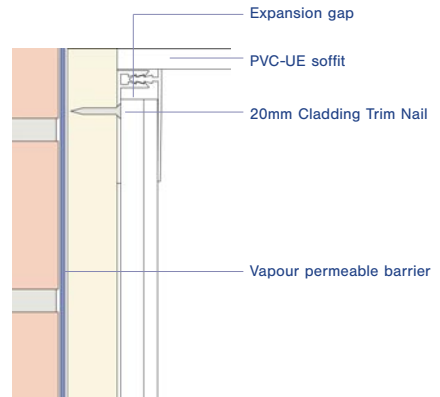 Expansion gap
PVC-UE soffit
20mm Cladding Trim Nail
Vapour permeable barrier